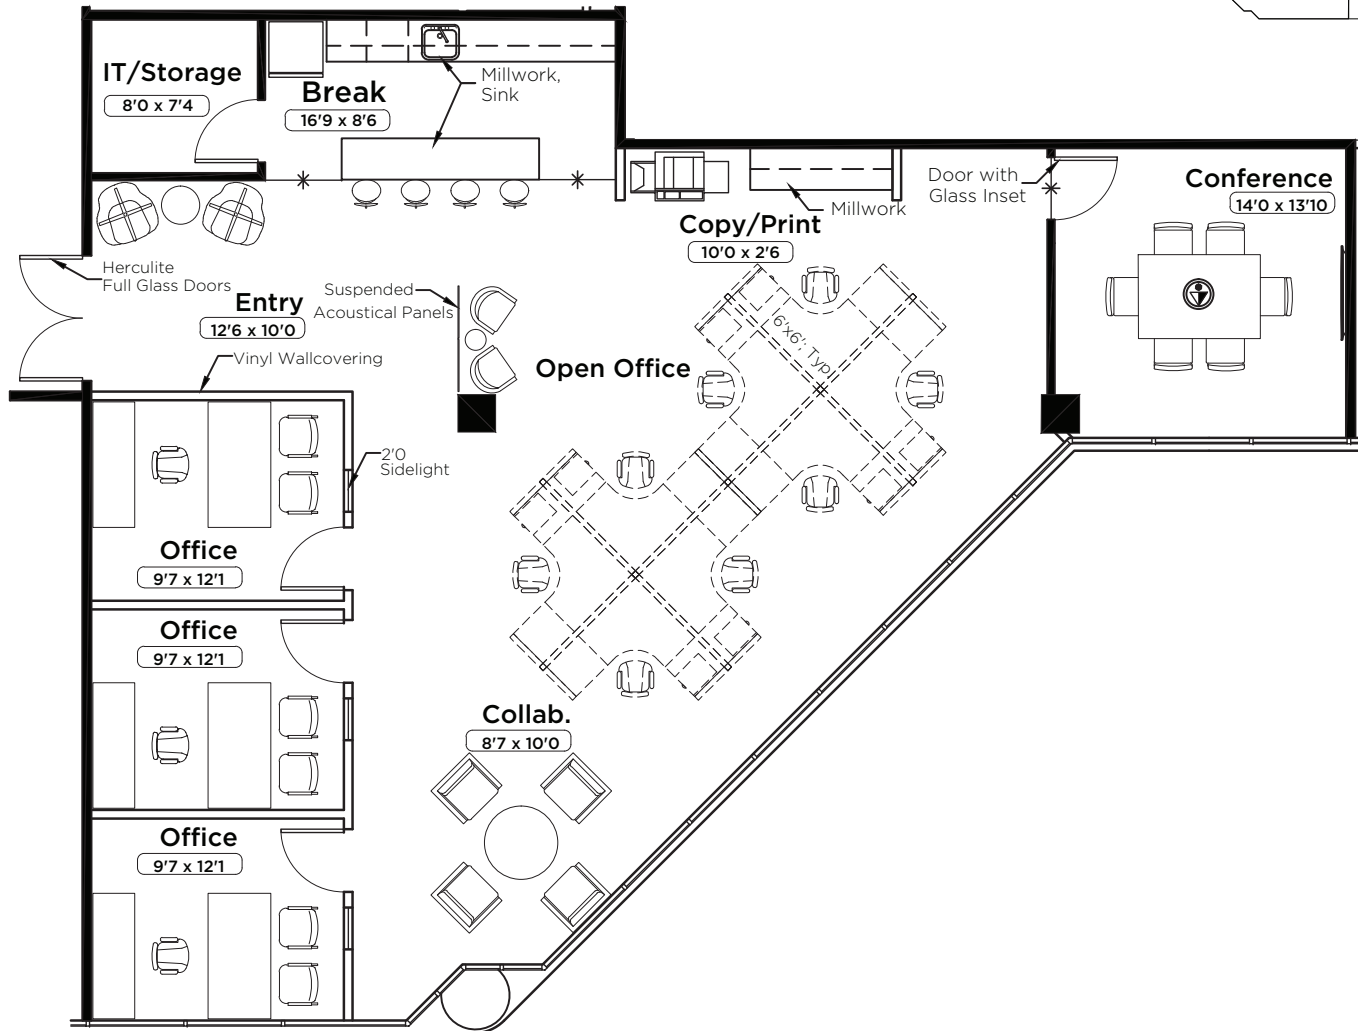 IT/Storage
8'0 x 7'4
Break
16'9 x 8'6
Millwork,
Sink
Door with
Glass Inset
Conference
14'0 x 13'10
Millwork
Copy/Print
10'0 x 2'6
Herculite
Full Glass Doors
Entry
12'6 x 10'0
Suspended
Acoustical Panels
6'x6', Typ.
Vinyl Wallcovering
Open Office
2'0
Sidelight
Office
9'7 x 12'1
Office
9'7 x 12'1
Collab.
8'7 x 10'0
Office
9'7 x 12'1